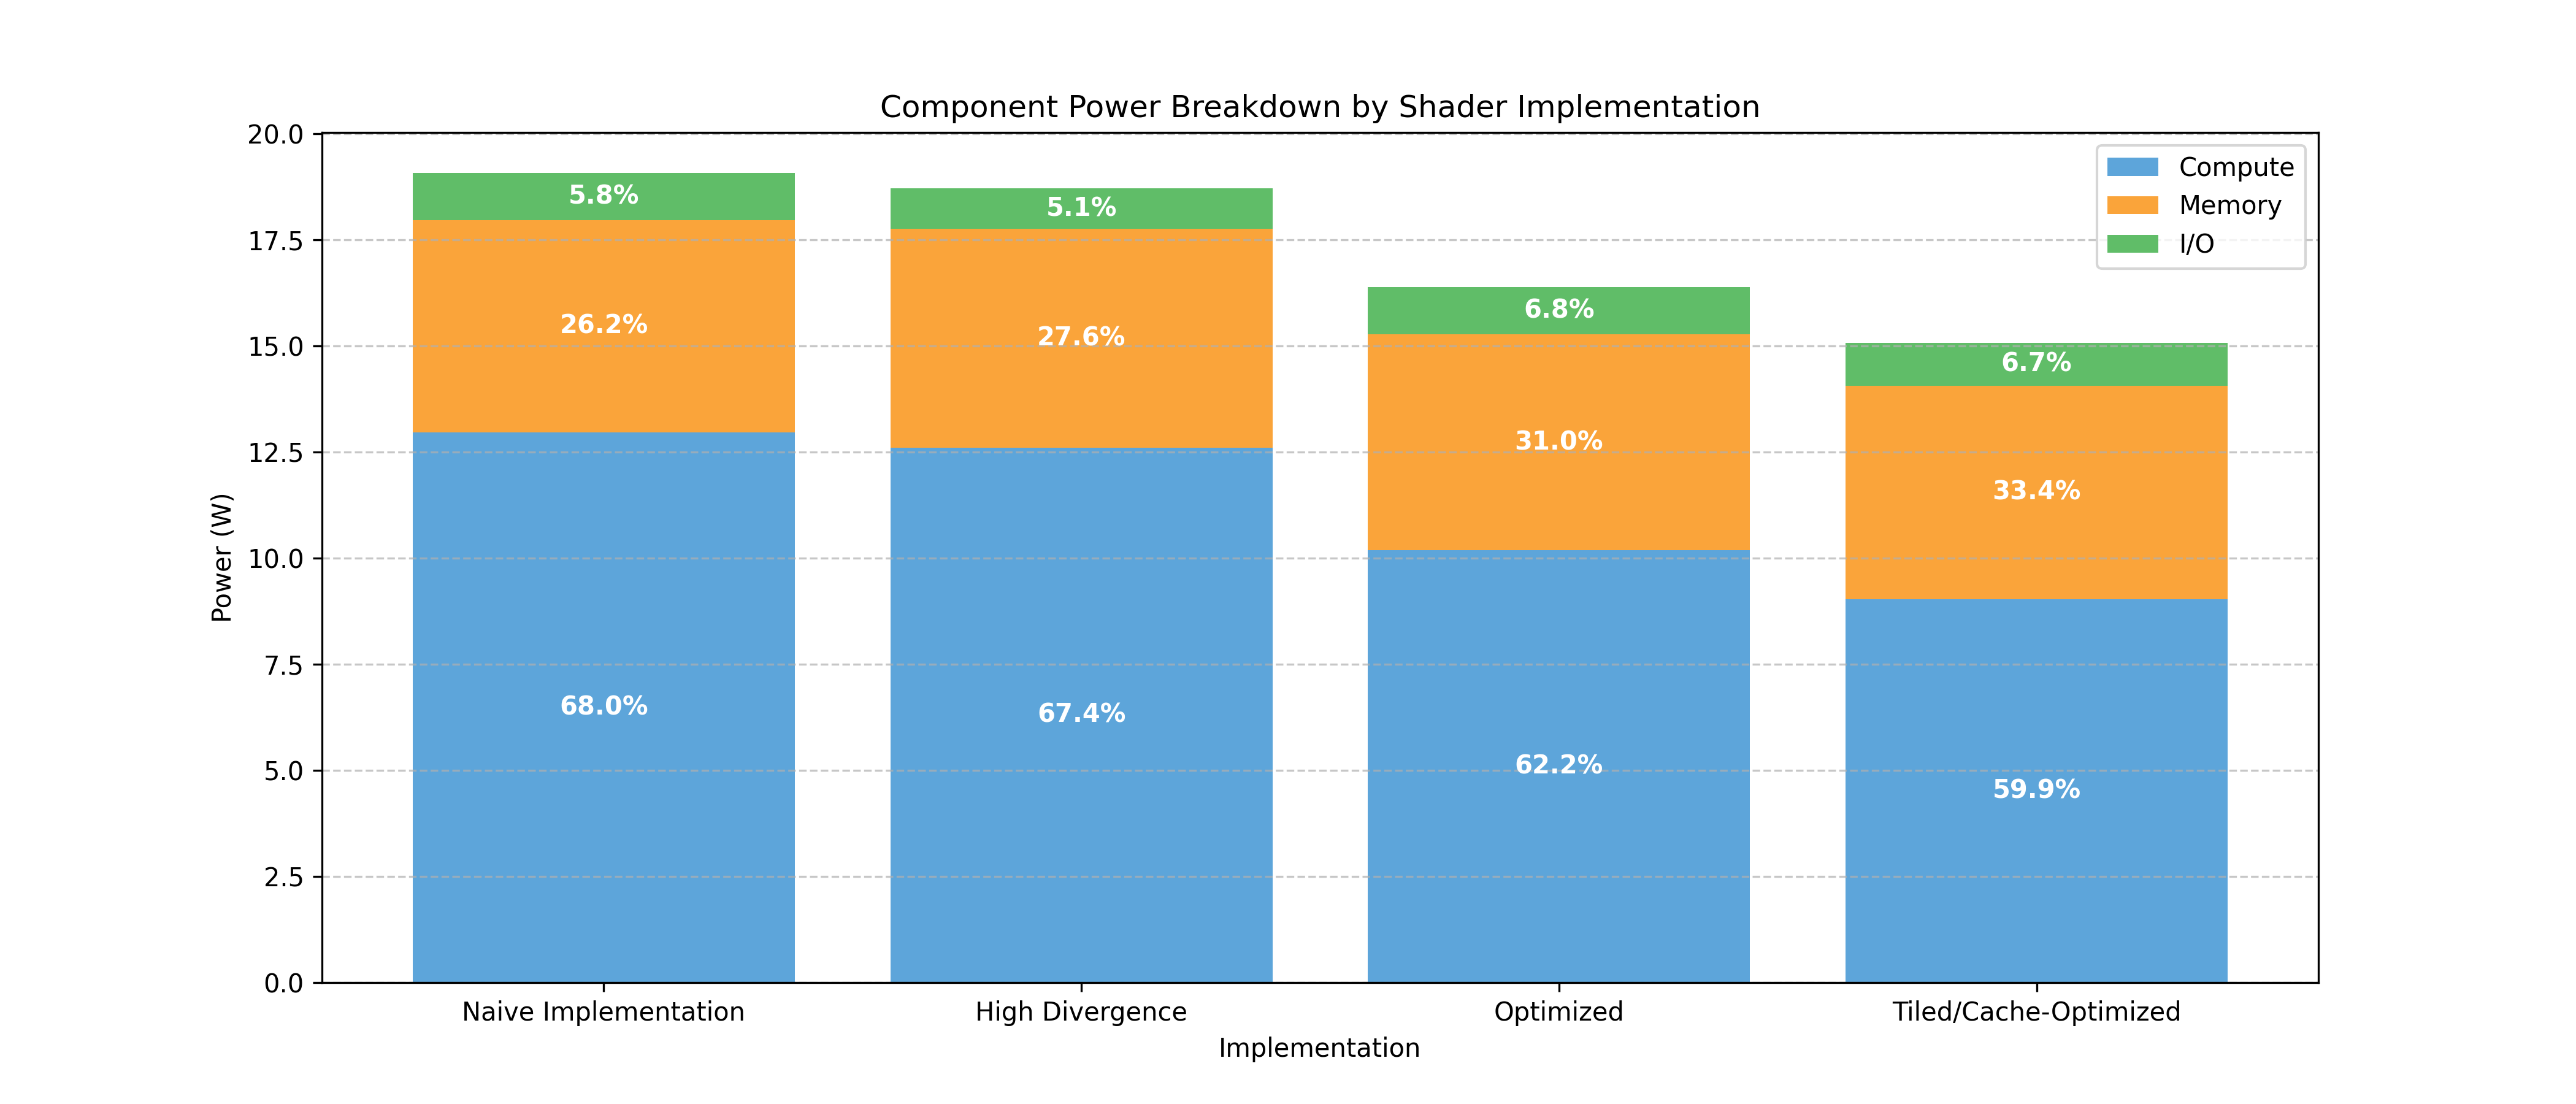 Component Power Breakdown by Shader Implementation
20.0
17.5
15.0
12.5
10.0
7.5
5.0
2.5
0.0
Power (W)
5.8%
26.2%
68.0%
5.1%
27.6%
67.4%
6.8%
31.0%
62.2%
6.7%
33.4%
59.9%
Compute
Memory
I/O
Naive Implementation
High Divergence
Optimized
Tiled/Cache-Optimized
Implementation